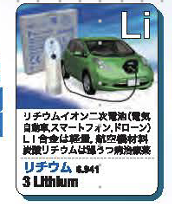 Li
リチウムイオン二次電池(電気
自動車,スマートフォン,ドローン)
Li合金は軽量,航空機材料
炭酸リチウムは躁うつ病治療薬
リチウム 6.941
3 Lithium